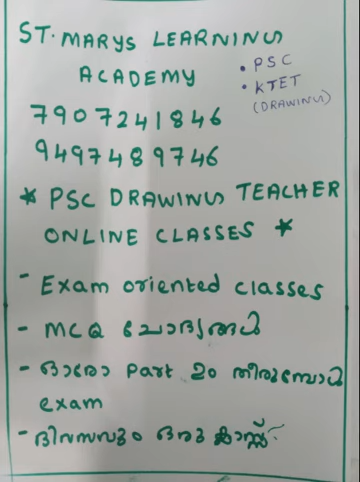 ST. MARYS LEARNING
ACADEMY
• PSC
• KTET
(DRAWING)
7907241846
9497489746
* PSC DRAWING TEACHER
ONLINE CLASSES *
- Exam oriented classes
- MCQ ചോദ്യങ്ങൾ
- ഓരോ Part ഉം തീരുമ്പോൾ
exam
- ദിവസവും ഒരു ക്ലാസ്സ്.